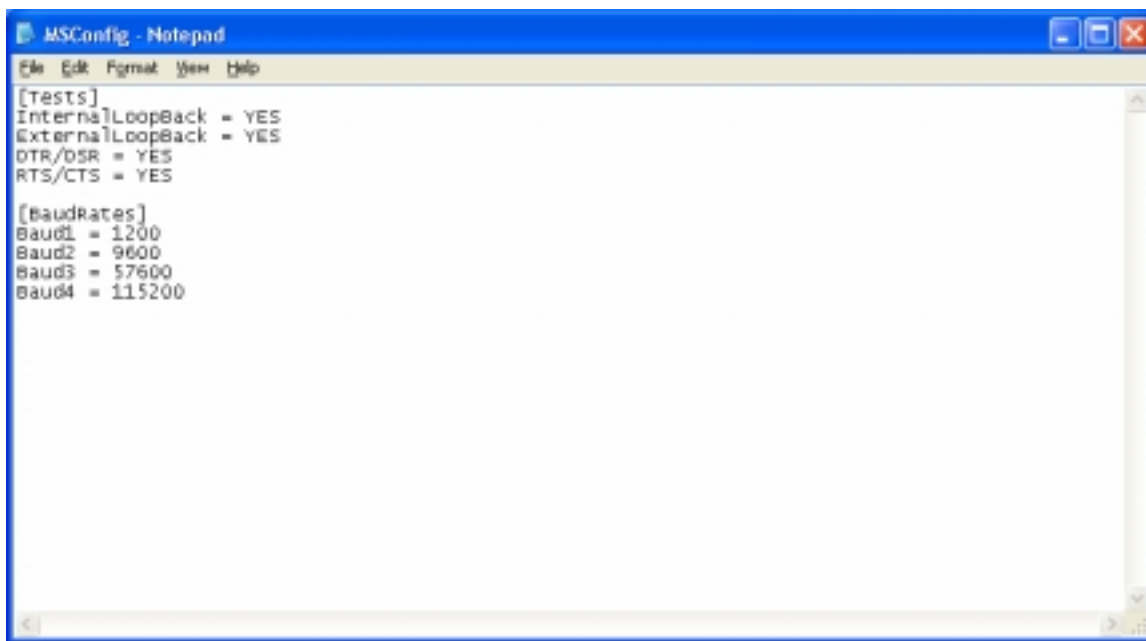 MSConfig - Notepad
File Edit Format View Help
[Tests]
InternalLoopBack = YES
ExternalLoopBack = YES
DTR/DSR = YES
RTS/CTS = YES
[BaudRates]
Baud1 = 1200
Baud2 = 9600
Baud3 = 57600
Baud4 = 115200